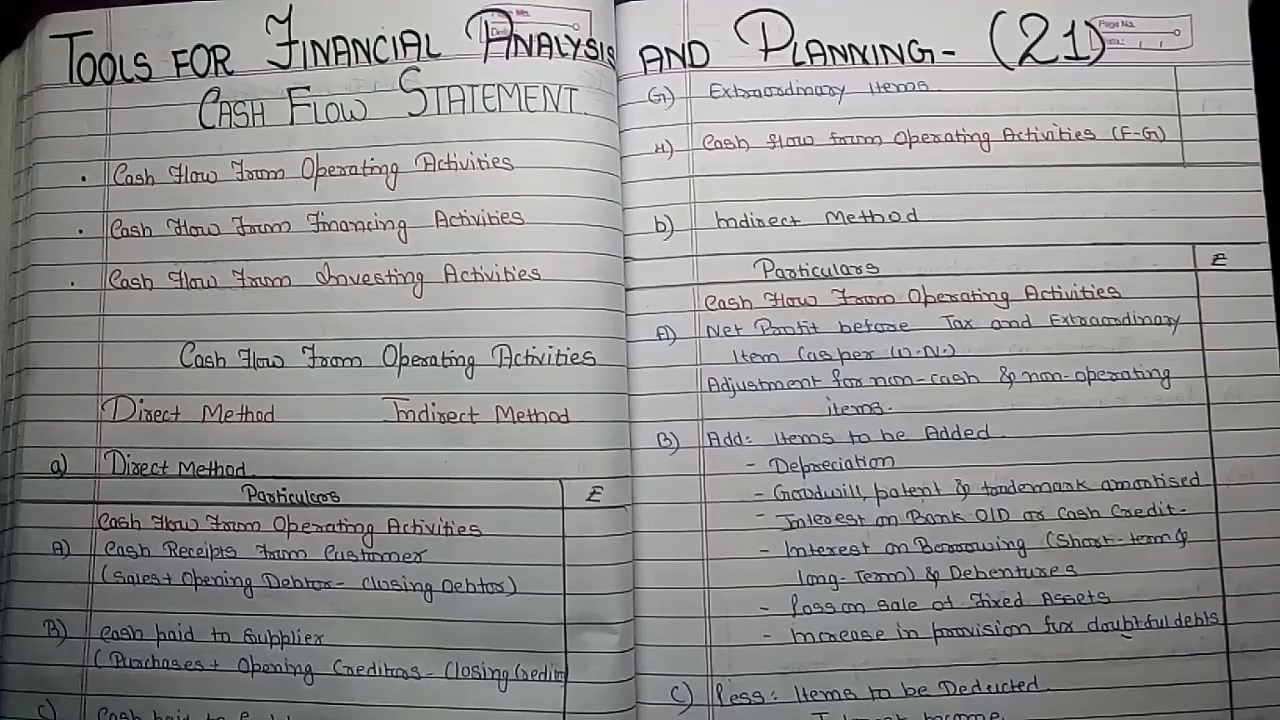 TOOLS FOR FINANCIAL ANALYSIS AND PLANNING- (21)
CASH FLOW STATEMENT
• Cash Flow From Operating Activities
• Cash Flow From Financing Activities
• Cash Flow From Investing Activities
Cash Flow From Operating Activities
Direct Method Indirect Method
a) Direct Method
Particulars £
Cash Flow From Operating Activities
A) Cash Receipts From Customer
(Sales+ Opening Debtor- Closing Debtor)
B) Cash paid to Supplier
(Purchases+ Opening Creditors- Closing Credito
C) Cash paid to
Page No.
G) Extraordinary Items
H) Cash flow from Operating Activities (F-G)
b) Indirect Method
Particulars £
Cash Flow From Operating Activities
A) Net Profit before Tax and Extraordinary
Item (as per W.N.)
Adjustment for non-cash & non-operating
items.
B) Add: Items to be Added
- Depreciation
- Goodwill, patent & trademark amortised
- Interest on Bank O/D or Cash Credit-
- Interest on Borrowing (Short-term &
long-Term) & Debentures
- Loss on sale of Fixed Assets
- Increase in provision for doubtful debts
C) Less: Items to be Deducted